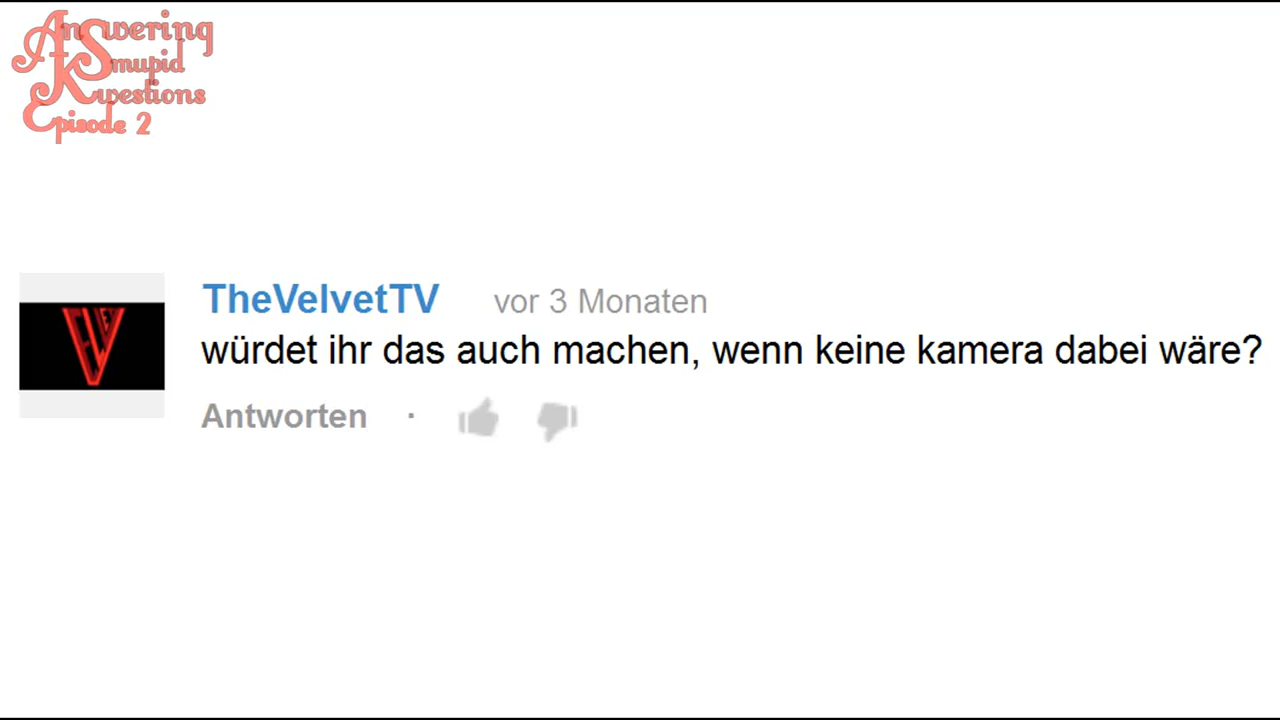 Answering
Smupid
Kwestions
Episode 2
TheVelvetTV vor 3 Monaten
würdet ihr das auch machen, wenn keine kamera dabei wäre?
Antworten ·